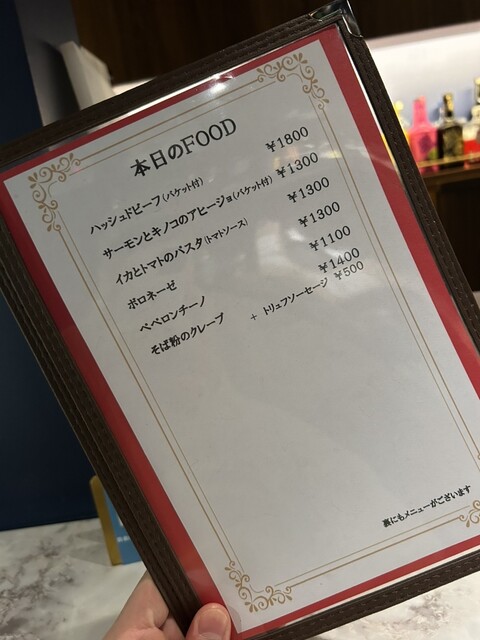 本日のFOOD
ハッシュドビーフ(バケット付) ¥1800
サーモンとキノコのアヒージョ(バケット付) ¥1300
イカとトマトのパスタ(トマトソース) ¥1300
ボロネーゼ ¥1300
ペペロンチーノ ¥1100
そば粉のクレープ ¥1400
+ トリュフソーセージ ¥500
裏にもメニューがございます